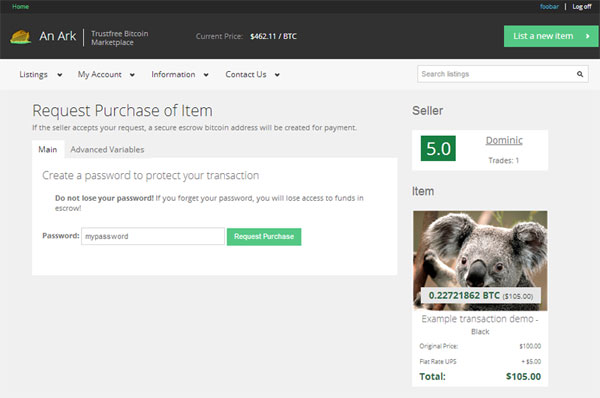 Home
foobar | Log off
An Ark
Trustfree Bitcoin
Marketplace
Current Price: $462.11 / BTC
List a new item
Listings
My Account
Information
Contact Us
Search listings
Request Purchase of Item
If the seller accepts your request, a secure escrow bitcoin address will be created for payment.
Main
Advanced Variables
Create a password to protect your transaction
Do not lose your password! If you forget your password, you will lose access to funds in
escrow!
Password: mypassword Request Purchase
Seller
5.0
Dominic
Trades: 1
Item
0.22721862 BTC ($105.00)
Example transaction demo -
Black
Original Price: $100.00
Flat Rate UPS + $5.00
Total: $105.00